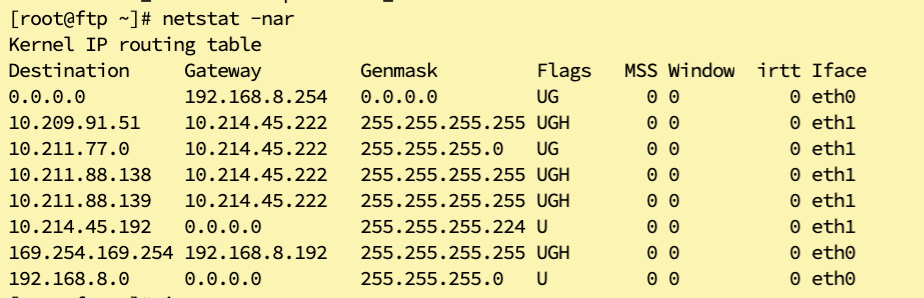 [root@ftp ~]# netstat -nar
Kernel IP routing table
Destination     Gateway         Genmask         Flags   MSS Window  irtt Iface
0.0.0.0         192.168.8.254   0.0.0.0         UG        0 0          0 eth0
10.209.91.51    10.214.45.222   255.255.255.255 UGH       0 0          0 eth1
10.211.77.0     10.214.45.222   255.255.255.0   UG        0 0          0 eth1
10.211.88.138   10.214.45.222   255.255.255.255 UGH       0 0          0 eth1
10.211.88.139   10.214.45.222   255.255.255.255 UGH       0 0          0 eth1
10.214.45.192   0.0.0.0         255.255.255.224 U         0 0          0 eth1
169.254.169.254 192.168.8.192   255.255.255.255 UGH       0 0          0 eth0
192.168.8.0     0.0.0.0         255.255.255.0   U         0 0          0 eth0